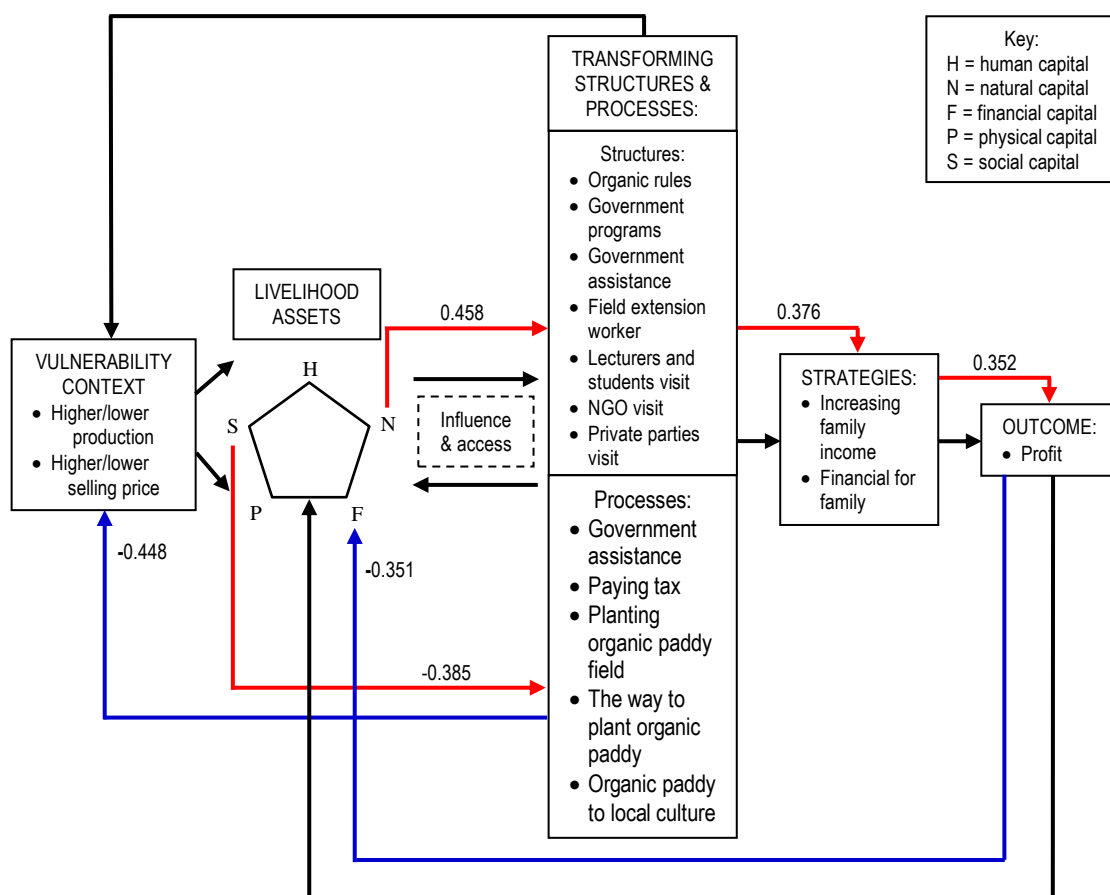 TRANSFORMING
STRUCTURES &
PROCESSES:
Structures:
• Organic rules
• Government
programs
• Government
assistance
• Field extension
worker
• Lecturers and
students visit
• NGO visit
• Private parties
visit
Processes:
• Government
assistance
• Paying tax
• Planting
organic paddy
field
• The way to
plant organic
paddy
• Organic paddy
to local culture
Key:
H = human capital
N = natural capital
F = financial capital
P = physical capital
S = social capital
LIVELIHOOD
ASSETS
0.458
0.376
0.352
VULNERABILITY
CONTEXT
• Higher/lower
production
• Higher/lower
selling price
H
S
N
P
F
Influence
& access
STRATEGIES:
• Increasing
family
income
• Financial for
family
OUTCOME:
• Profit
-0.448
-0.351
-0.385